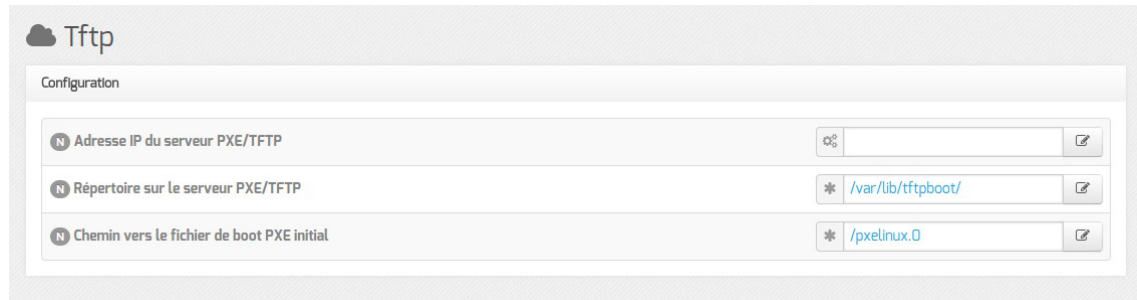 Tftp
Configuration
N Adresse IP du serveur PXE/TFTP
N Répertoire sur le serveur PXE/TFTP
* /var/lib/tftpboot/
N Chemin vers le fichier de boot PXE initial
* /pxelinux.0